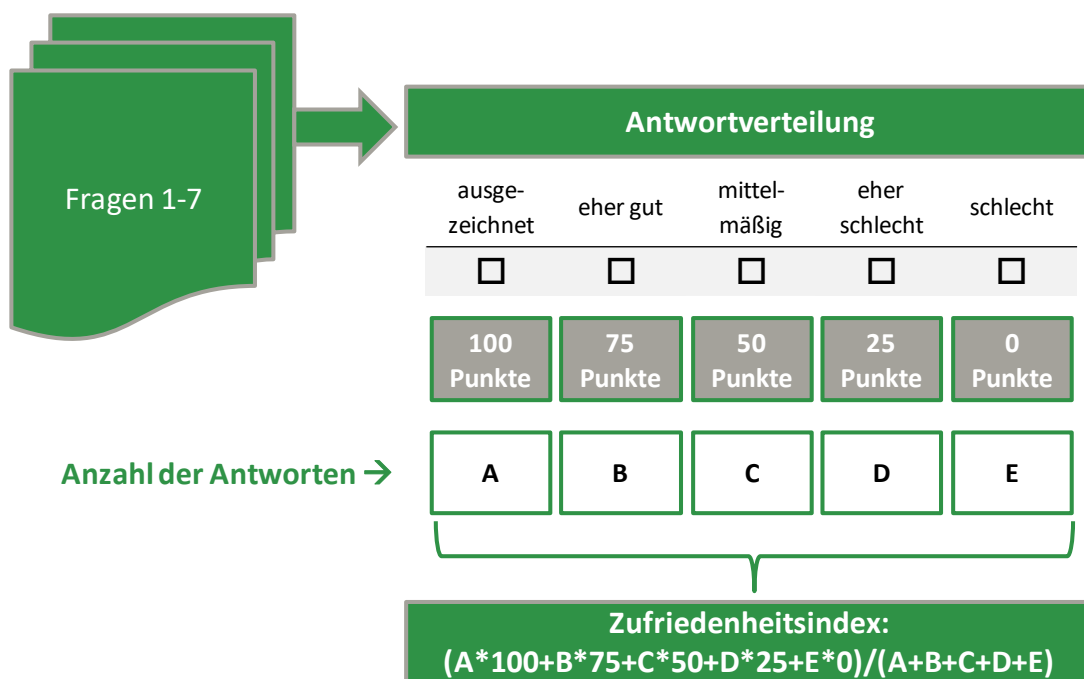 Fragen 1-7
Antwortverteilung
ausge-
zeichnet
eher gut
mittel-
mäßig
eher
schlecht
schlecht
100
Punkte
75
Punkte
50
Punkte
25
Punkte
0
Punkte
Anzahl der Antworten →
A
B
C
D
E
Zufriedenheitsindex:
(A*100+B*75+C*50+D*25+E*0)/(A+B+C+D+E)